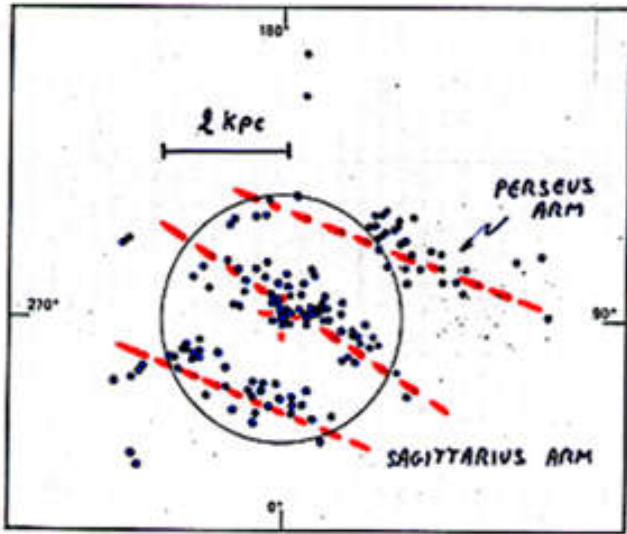 180
2 kpc
PERSEUS
ARM
270°
90°
SAGITTARIUS ARM
0°